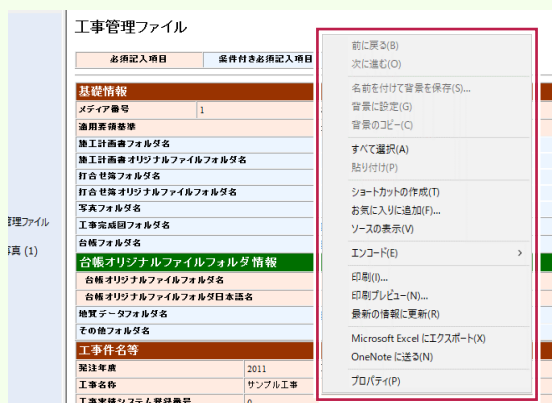 工事管理ファイル
必須記入項目 条件付き必須記入項目
基礎情報
メディア番号 1
適用要領基準
施工計画書フォルダ名
施工計画書オリジナルファイルフォルダ名
打合せ簿フォルダ名
打合せ簿オリジナルファイルフォルダ名
写真フォルダ名
管理ファイル
工事完成図フォルダ名
台帳フォルダ名
真 (1)
台帳オリジナルファイルフォルダ情報
台帳オリジナルファイルフォルダ名
台帳オリジナルファイルフォルダ日本語名
地質データフォルダ名
その他フォルダ名
工事件名等
発注年度 2011
工事名称 サンプル工事
工事実績システム登録番号 0
前に戻る(B)
次に進む(O)
名前を付けて背景を保存(S)...
背景に設定(G)
背景のコピー(C)
すべて選択(A)
貼り付け(P)
ショートカットの作成(T)
お気に入りに追加(F)...
ソースの表示(V)
エンコード(E) >
印刷(I)...
印刷プレビュー(N)...
最新の情報に更新(R)
Microsoft Excel にエクスポート(X)
OneNote に送る(N)
プロパティ(P)